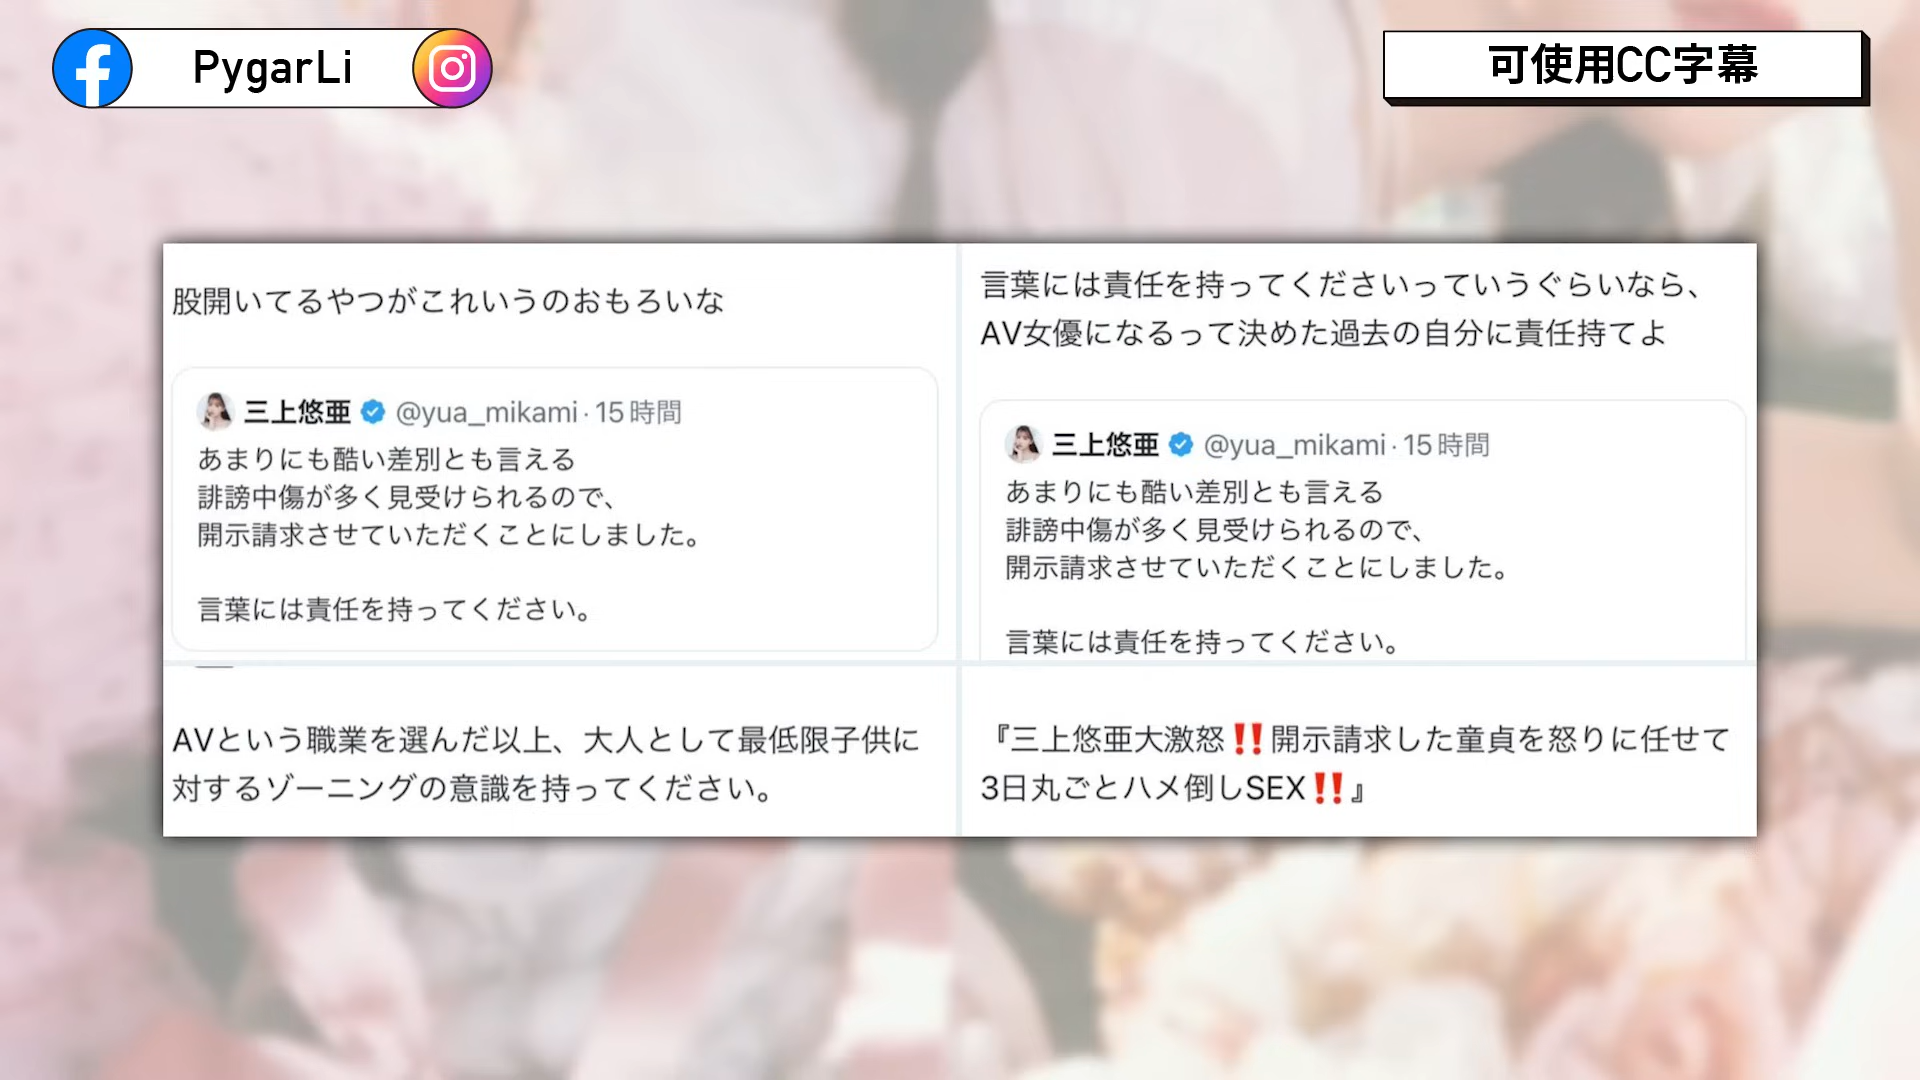 PygarLi
可使用CC字幕
股開いてるやつがこれいうのおもろいな
三上悠亜 @yua_mikami · 15時間
あまりにも酷い差別とも言える
誹謗中傷が多く見受けられるので、
開示請求させていただくことにしました。
言葉には責任を持ってください。
言葉には責任を持ってくださいっていうぐらいなら、
AV女優になるって決めた過去の自分に責任持てよ
三上悠亜 @yua_mikami · 15時間
あまりにも酷い差別とも言える
誹謗中傷が多く見受けられるので、
開示請求させていただくことにしました。
言葉には責任を持ってください。
AVという職業を選んだ以上、大人として最低限子供に
対するゾーニングの意識を持ってください。
『三上悠亜大激怒‼️開示請求した童貞を怒りに任せて
3日丸ごとハメ倒しSEX‼️』